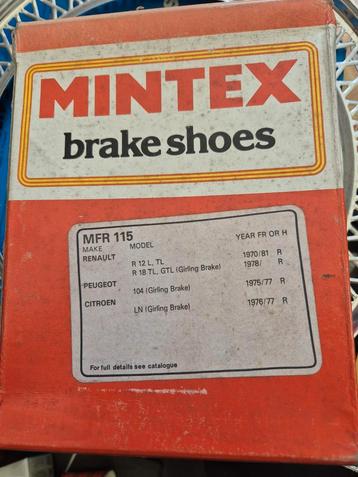 MINTEX
brake shoes
MFR 115
MAKE MODEL YEAR FR OR H
RENAULT R 12 L, TL 1970/81 R
R 18 TL, GTL (Girling Brake) 1978/ R
PEUGEOT 104 (Girling Brake) 1975/77 R
CITROEN LN (Girling Brake) 1976/77 R
For full details see catalogue